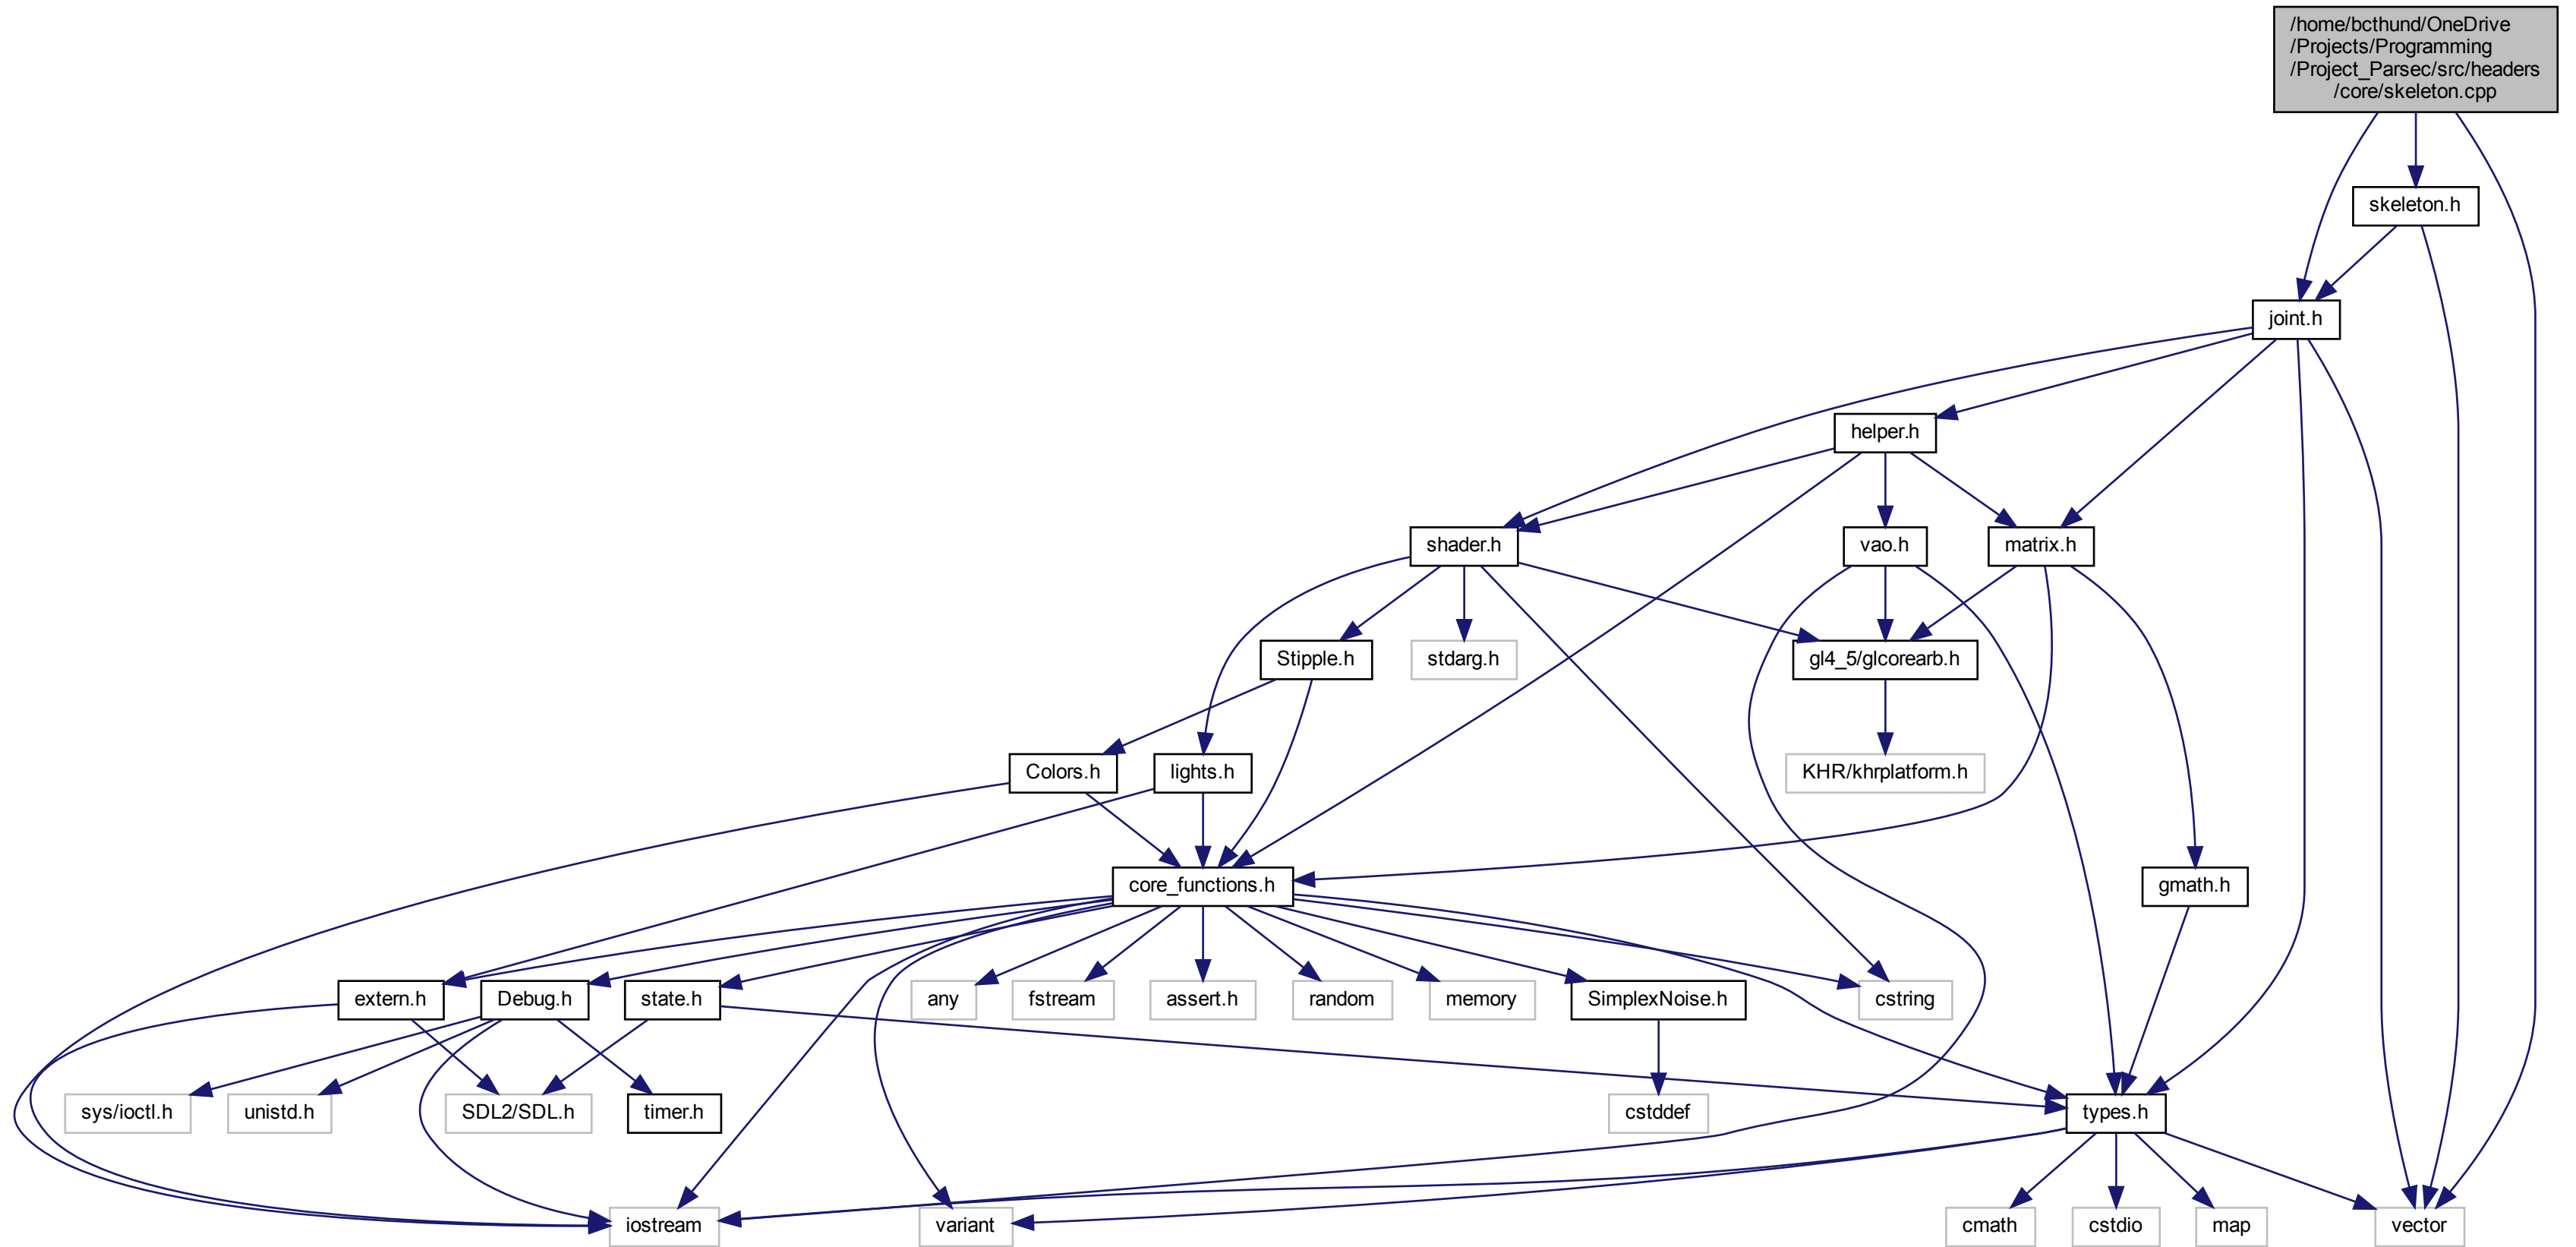 /home/bcthund/OneDrive
/Projects/Programming
/Project_Parsec/src/headers
/core/skeleton.cpp
skeleton.h
joint.h
helper.h
shader.h
vao.h
matrix.h
Stipple.h
stdarg.h
gl4_5/glcorearb.h
Colors.h
lights.h
KHR/khrplatform.h
core_functions.h
gmath.h
extern.h
Debug.h
state.h
any
fstream
assert.h
random
memory
SimplexNoise.h
cstring
sys/ioctl.h
unistd.h
SDL2/SDL.h
timer.h
cstddef
types.h
iostream
variant
cmath
cstdio
map
vector